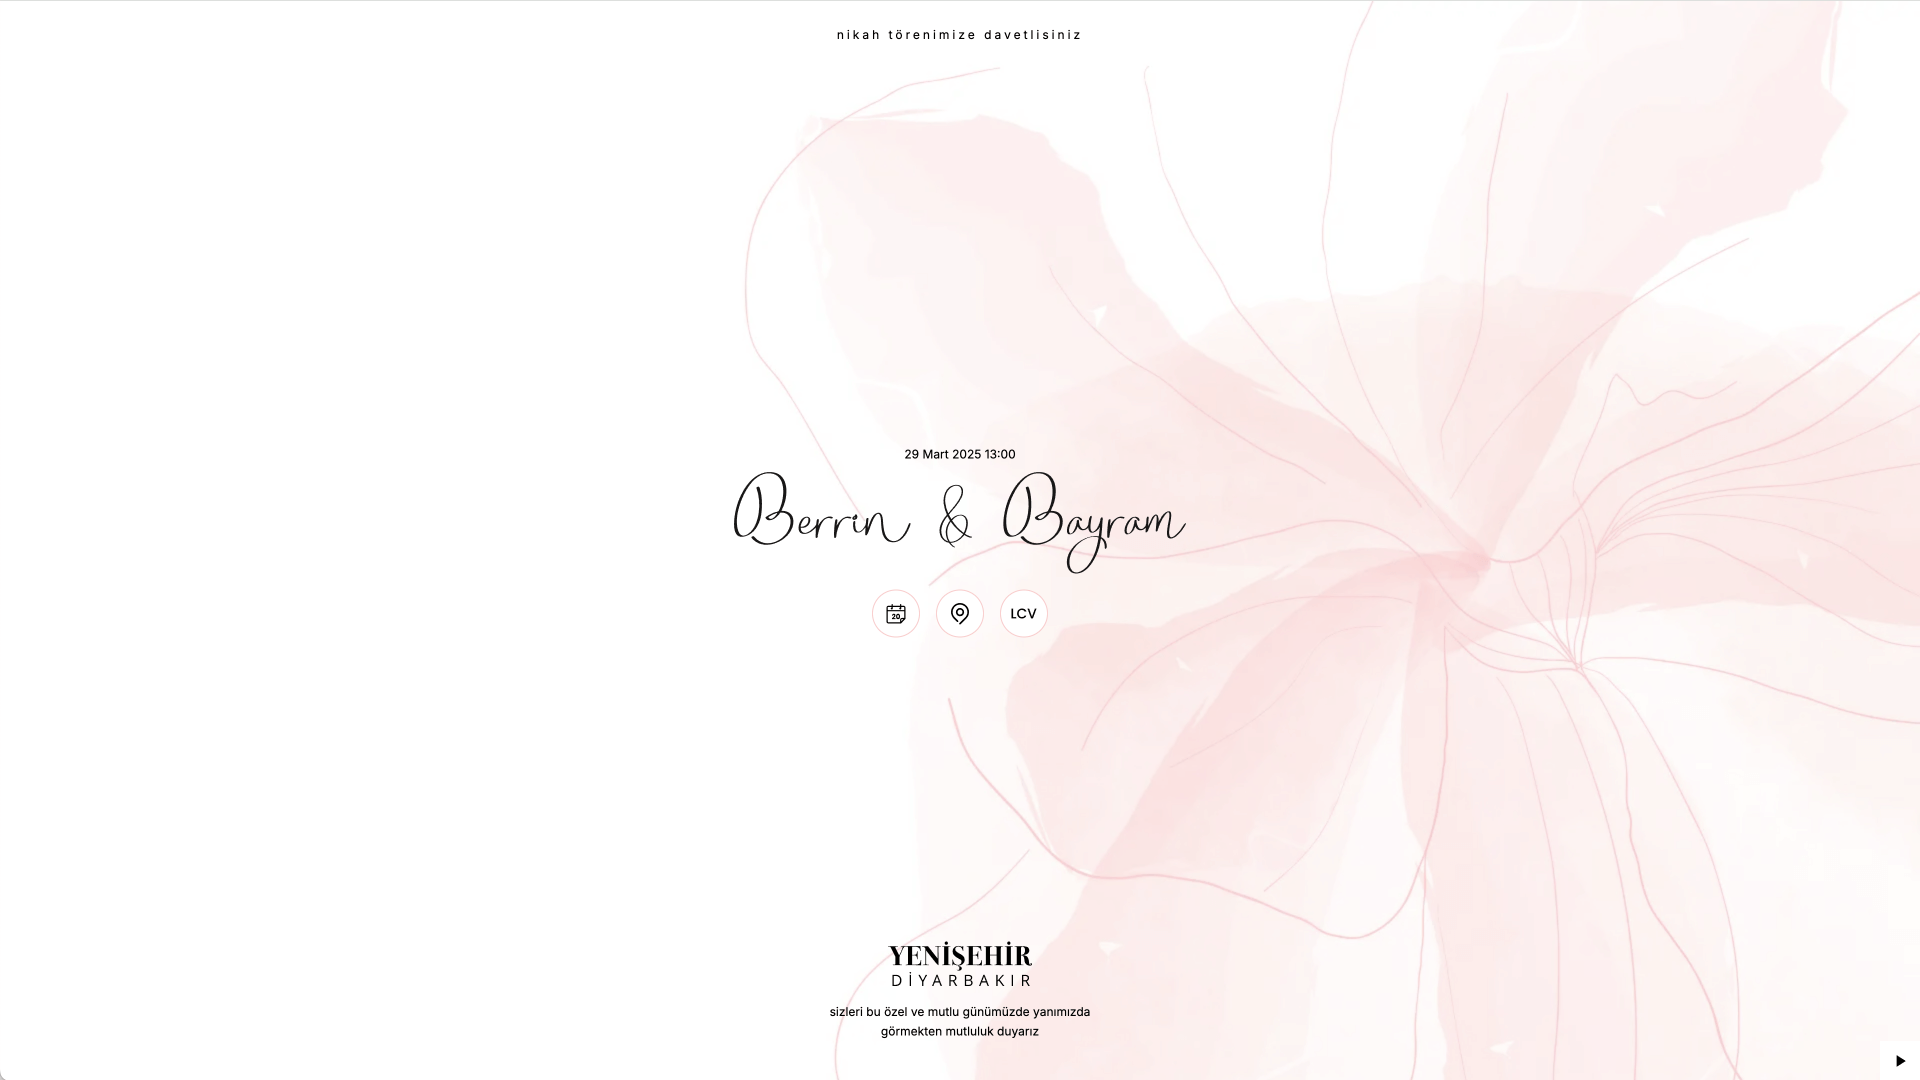 nikah törenimize davetlisiniz
29 Mart 2025 13:00
Berrin & Bayram
20
LCV
YENİŞEHİR
DİYARBAKIR
sizleri bu özel ve mutlu günümüzde yanımızda
görmekten mutluluk duyarız